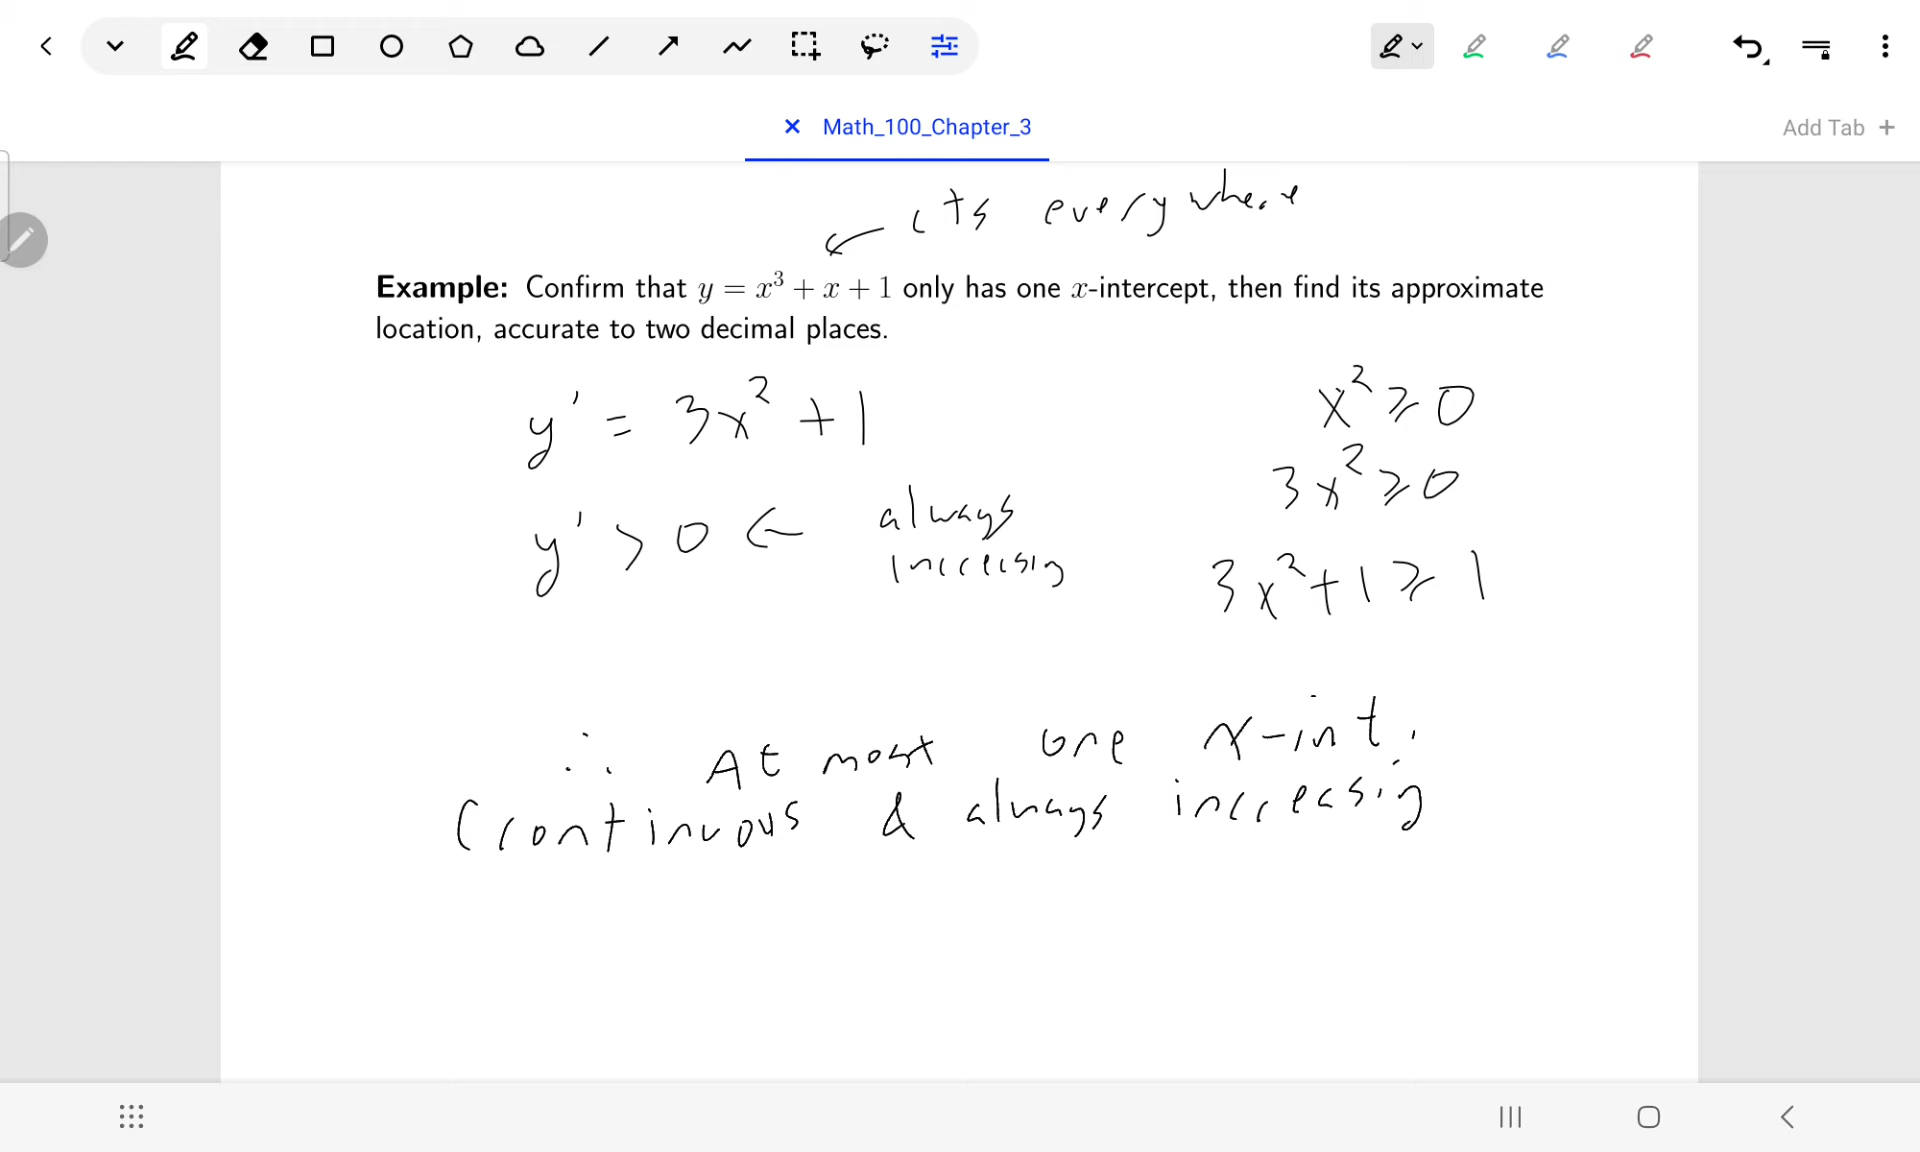 Math_100_Chapter_3
Add Tab +
cts everywhere
Example: Confirm that y = x³ + x + 1 only has one x-intercept, then find its approximate
location, accurate to two decimal places.
y' = 3x² + 1
x² ≥ 0
3x² ≥ 0
y' > 0 ← always
increasing
3x² + 1 ≥ 1
∴ At most one x-int.
(continuous & always increasing